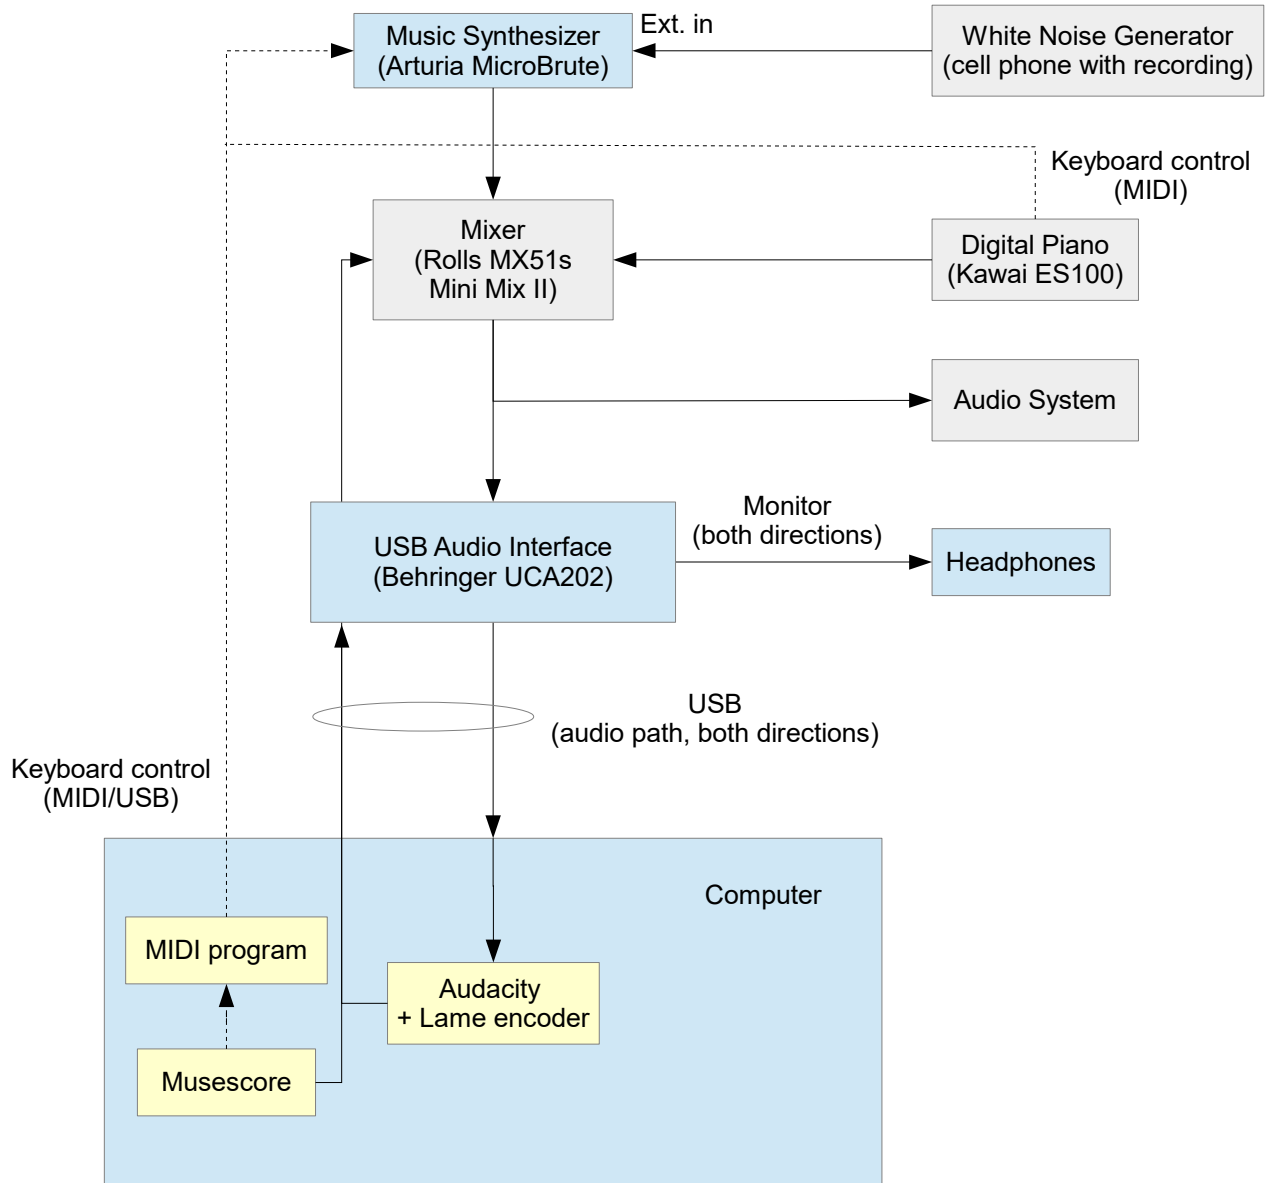 Music Synthesizer
(Arturia MicroBrute)
Ext. in
White Noise Generator
(cell phone with recording)
Keyboard control
(MIDI)
Mixer
(Rolls MX51s
Mini Mix II)
Digital Piano
(Kawai ES100)
Audio System
Monitor
(both directions)
USB Audio Interface
(Behringer UCA202)
Headphones
USB
(audio path, both directions)
Keyboard control
(MIDI/USB)
Computer
MIDI program
Audacity
+ Lame encoder
Musescore